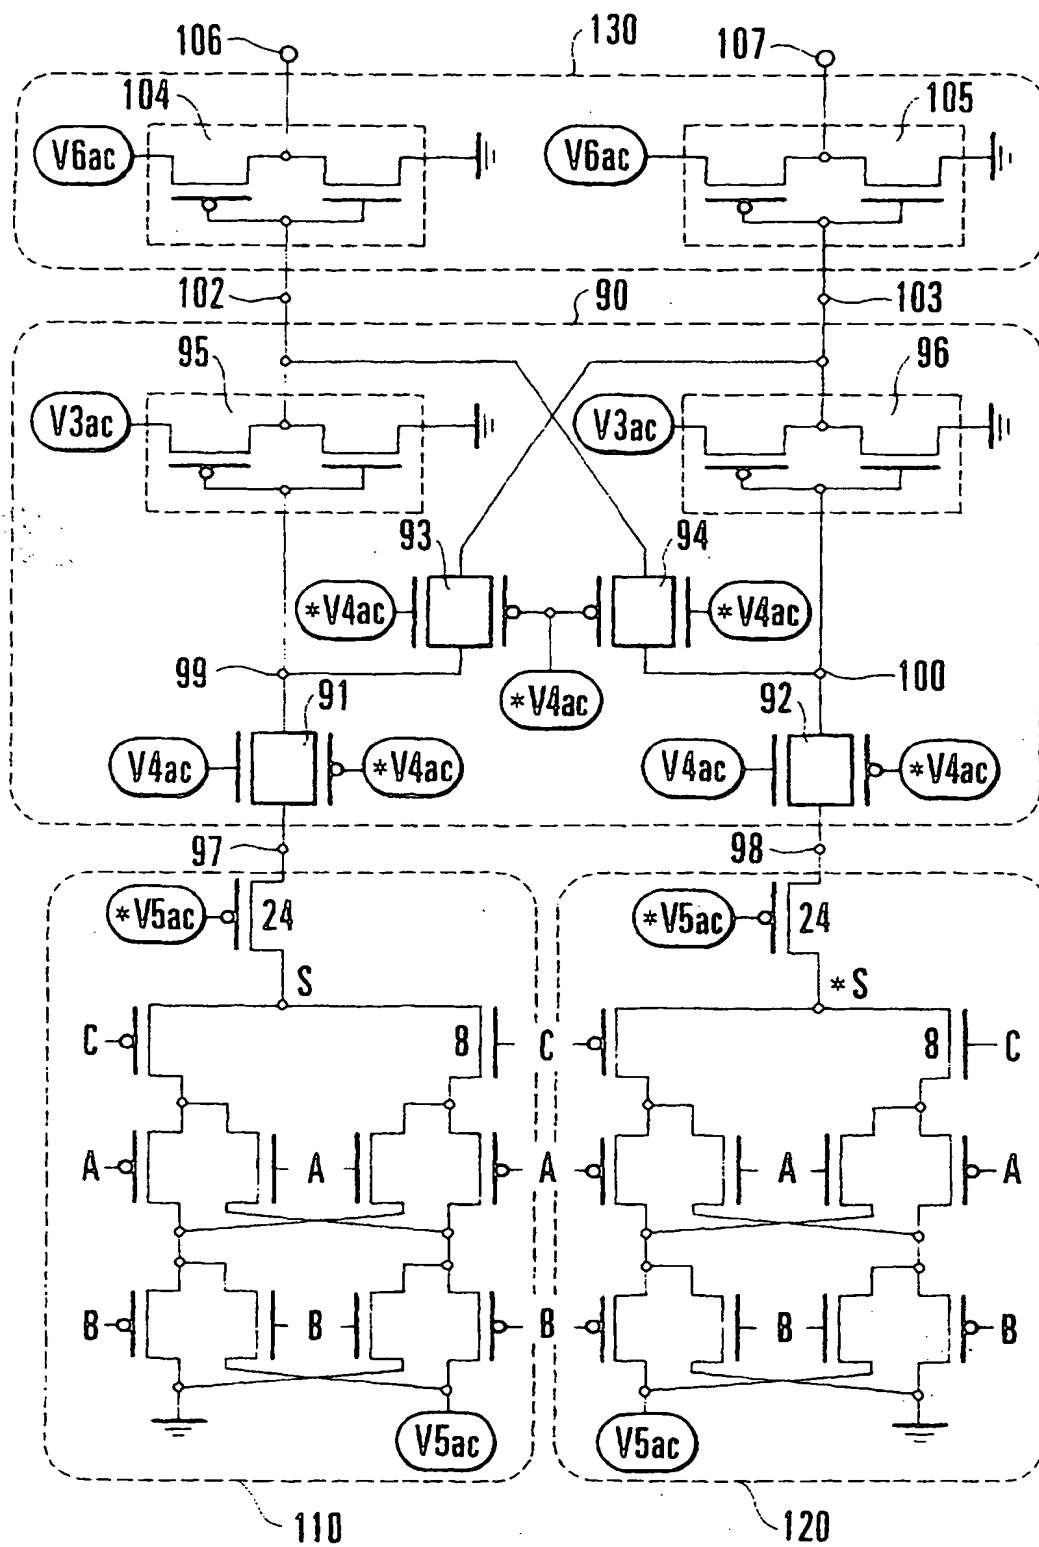 106 130 107
104 105
V6ac V6ac
102 90 103
95 96
V3ac V3ac
93 94
*V4ac *V4ac
99 *V4ac 100
91 92
V4ac *V4ac V4ac *V4ac
97 98
*V5ac 24 *V5ac 24
S *S
C 8 C 8 C
A A A A A
B B B B B
V5ac V5ac
110 120